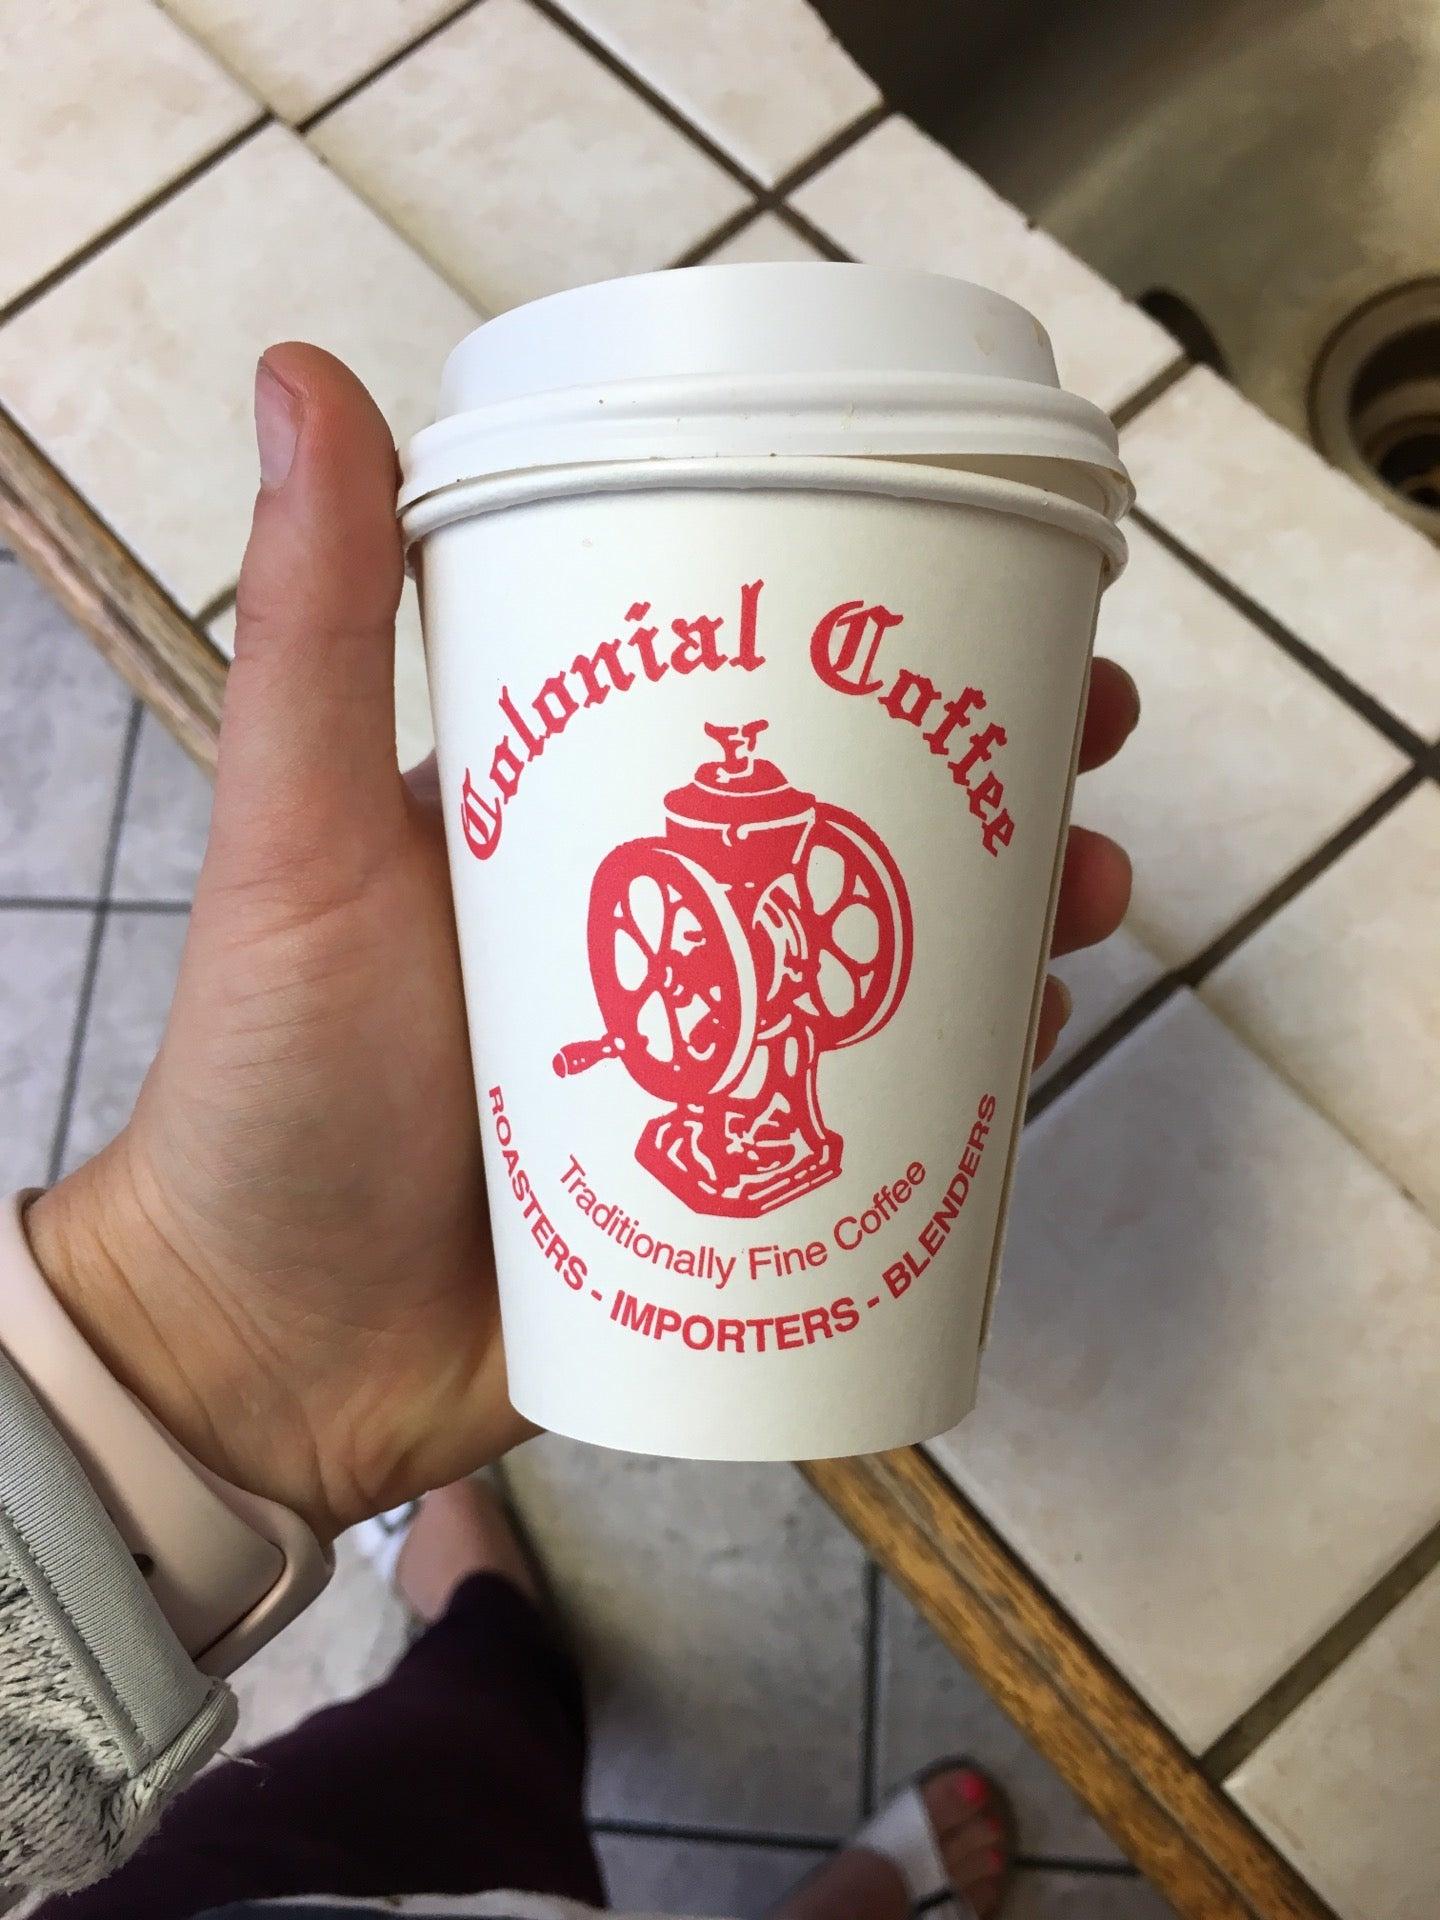 Colonial Coffee
Traditionally Fine Coffee
ROASTERS - IMPORTERS - BLENDERS